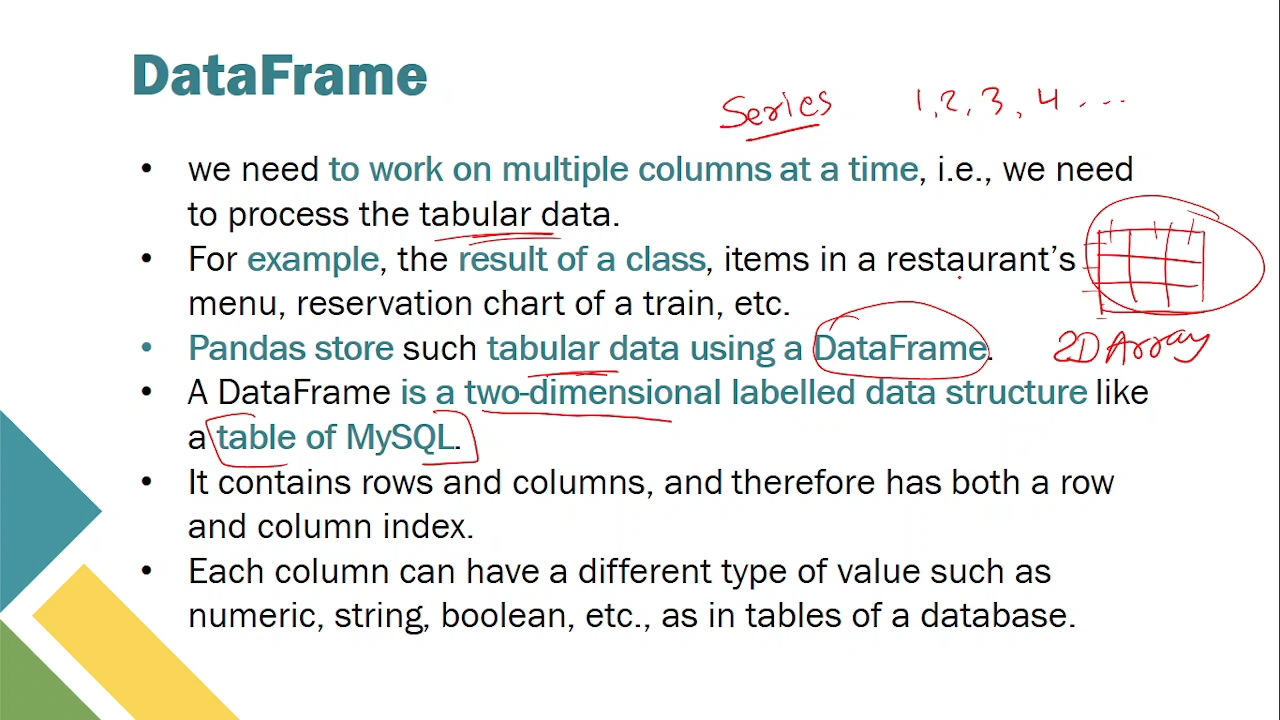 DataFrame
Series 1, 2, 3, 4 ...
• we need to work on multiple columns at a time, i.e., we need
to process the tabular data.
• For example, the result of a class, items in a restaurant’s
menu, reservation chart of a train, etc.
2D Array
• Pandas store such tabular data using a DataFrame.
• A DataFrame is a two-dimensional labelled data structure like
a table of MySQL.
• It contains rows and columns, and therefore has both a row
and column index.
• Each column can have a different type of value such as
numeric, string, boolean, etc., as in tables of a database.